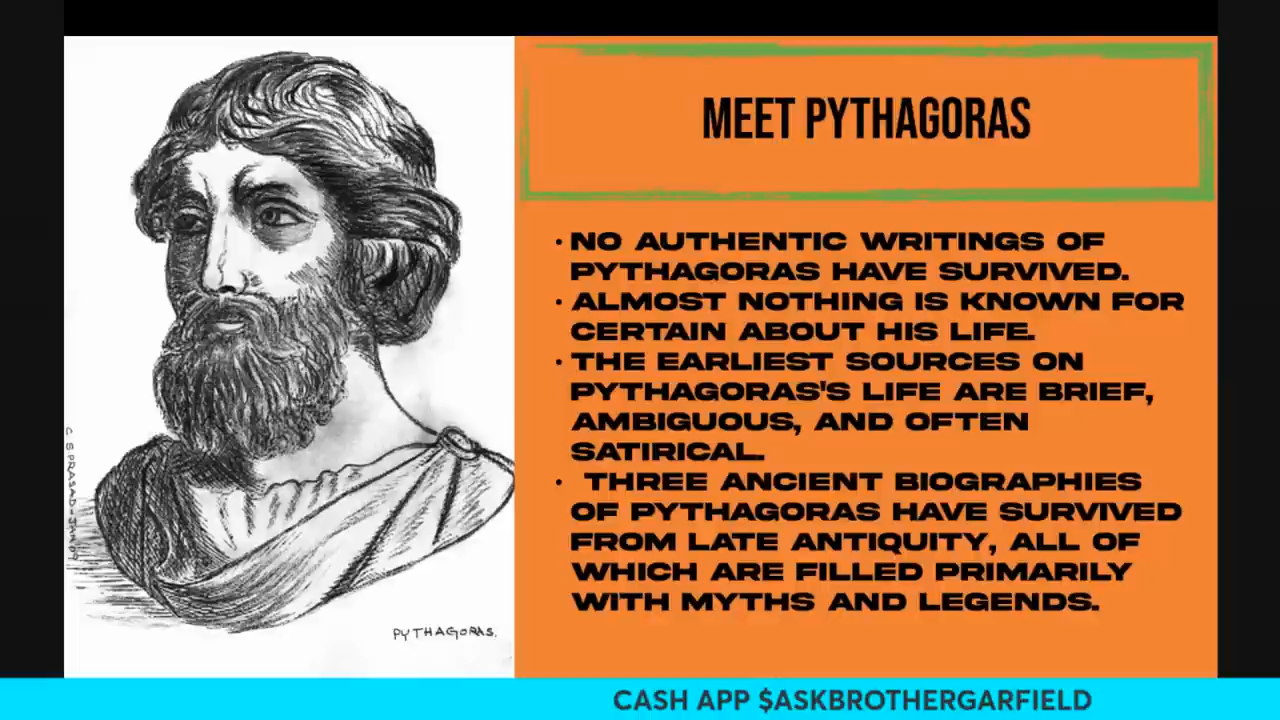 MEET PYTHAGORAS
• NO AUTHENTIC WRITINGS OF
PYTHAGORAS HAVE SURVIVED.
• ALMOST NOTHING IS KNOWN FOR
CERTAIN ABOUT HIS LIFE.
• THE EARLIEST SOURCES ON
PYTHAGORAS'S LIFE ARE BRIEF,
AMBIGUOUS, AND OFTEN
SATIRICAL.
• THREE ANCIENT BIOGRAPHIES
OF PYTHAGORAS HAVE SURVIVED
FROM LATE ANTIQUITY, ALL OF
WHICH ARE FILLED PRIMARILY
WITH MYTHS AND LEGENDS.
PYTHAGORAS.
CASH APP $ASKBROTHERGARFIELD